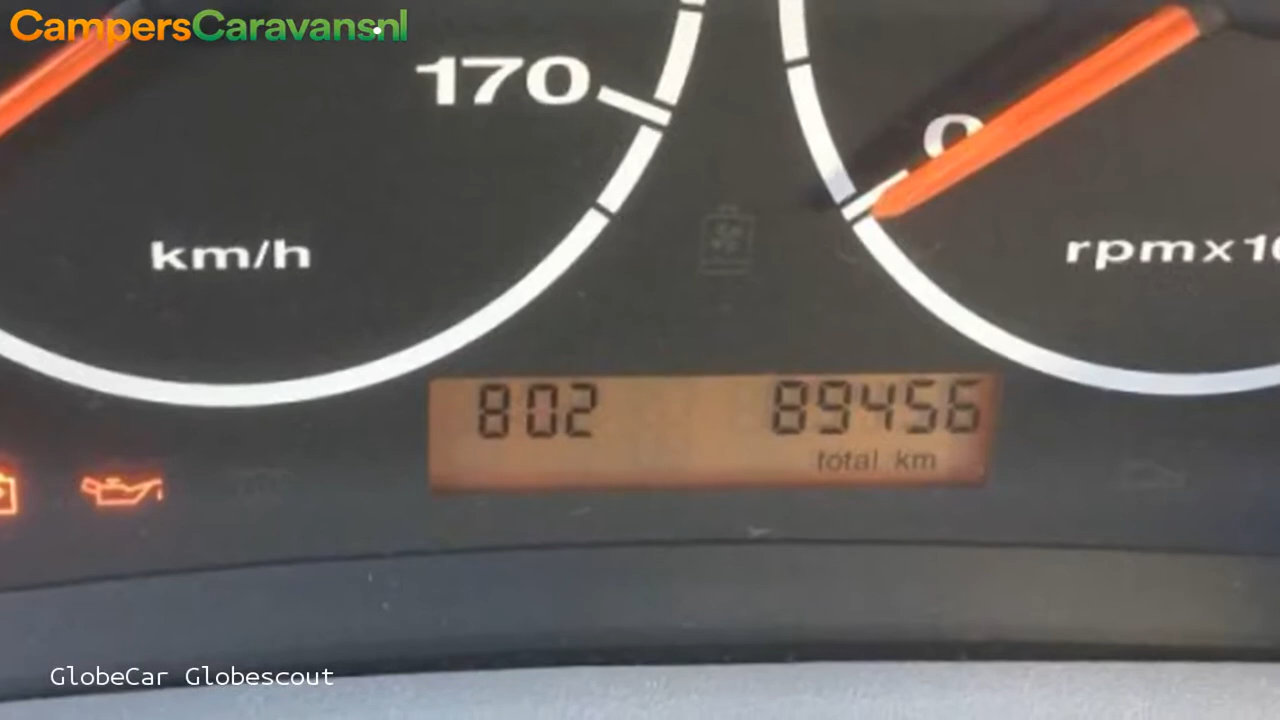 CampersCaravans.nl
170
0
km/h
rpmx10
802 89456
total km
GlobeCar Globescout